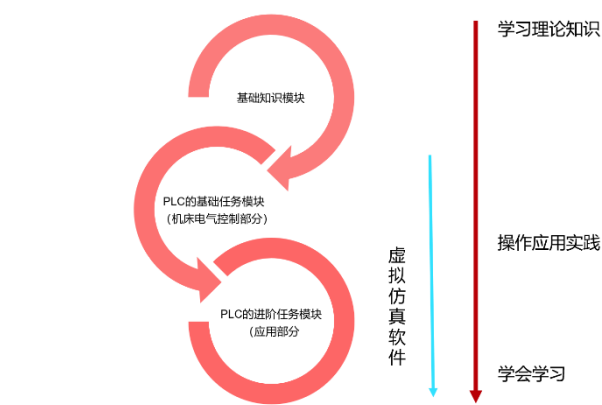 学习理论知识
基础知识模块
PLC的基础任务模块
（机床电气控制部分）
操作应用实践
虚拟仿真软件
PLC的进阶任务模块
（应用部分
学会学习